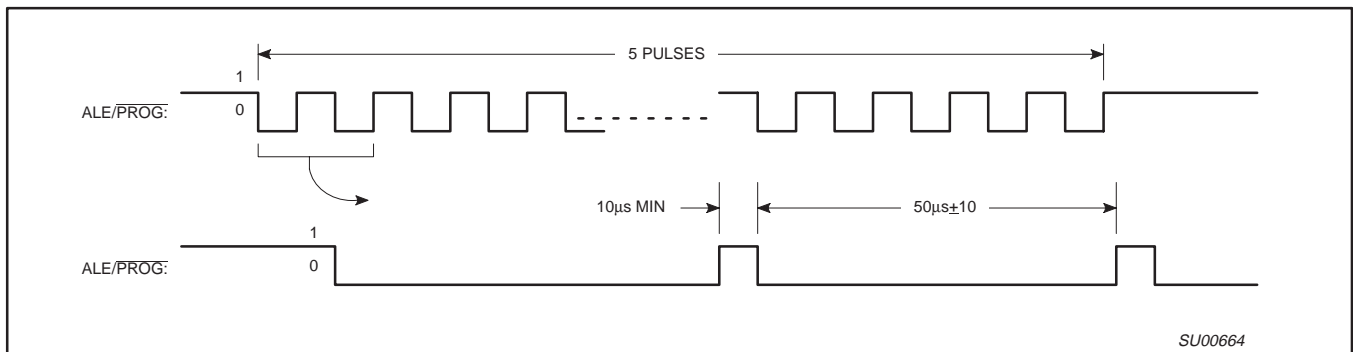 5 PULSES
1
ALE/PROG:
0
10µs MIN
50µs±10
1
ALE/PROG:
0
SU00664